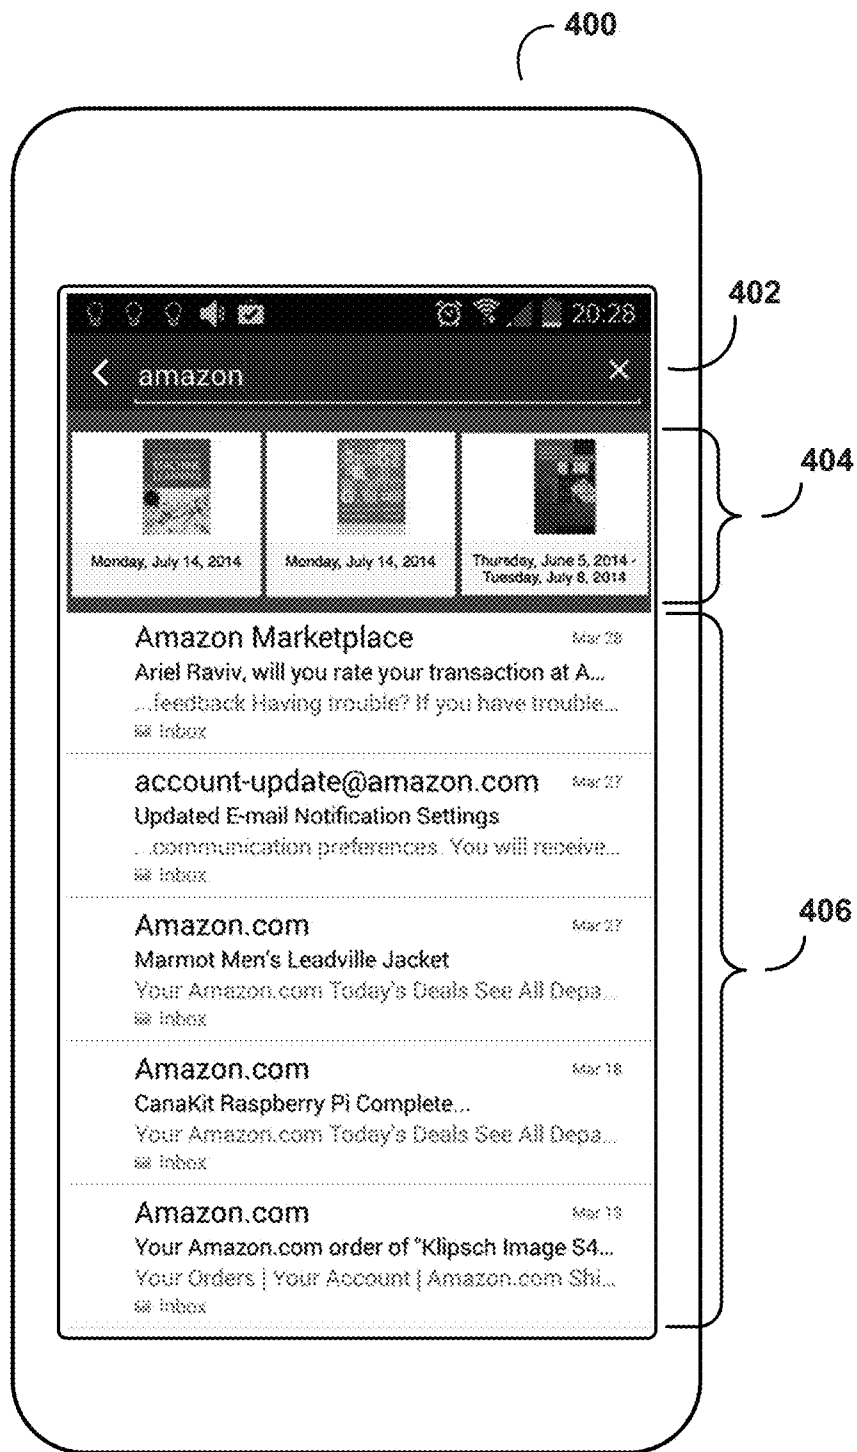 400
402
20:28
amazon
404
Monday, July 14, 2014
Monday, July 14, 2014
Thursday, June 5, 2014 -
Tuesday, July 8, 2014
Amazon Marketplace
Mar 28
Ariel Raviv, will you rate your transaction at A...
...feedback Having trouble? If you have trouble...
Inbox
account-update@amazon.com
Mar 27
Updated E-mail Notification Settings
...communication preferences. You will receive...
Inbox
406
Amazon.com
Mar 27
Marmot Men's Leadville Jacket
Your Amazon.com Today's Deals See All Depa...
Inbox
Amazon.com
Mar 18
CanaKit Raspberry Pi Complete...
Your Amazon.com Today's Deals See All Depa...
Inbox
Amazon.com
Mar 13
Your Amazon.com order of "Klipsch Image S4...
Your Orders | Your Account | Amazon.com Shi...
Inbox